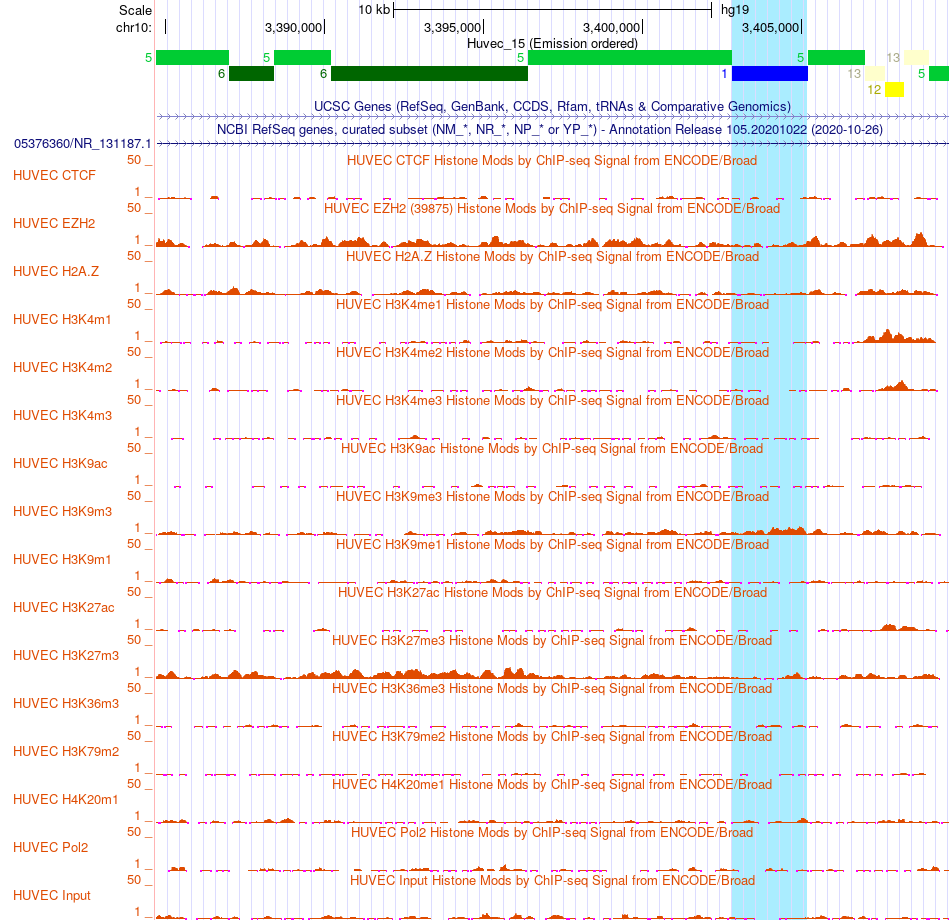 Scale 10 kb hg19
chr10: 3,390,000 3,395,000 3,400,000 3,405,000
Huvec_15 (Emission ordered)
5 5 5 5 13
6 6 1 13 5
12
UCSC Genes (RefSeq, GenBank, CCDS, Rfam, tRNAs & Comparative Genomics)
NCBI RefSeq genes, curated subset (NM_*, NR_*, NP_* or YP_*) - Annotation Release 105.20201022 (2020-10-26)
05376360/NR_131187.1
50 HUVEC CTCF Histone Mods by ChIP-seq Signal from ENCODE/Broad
HUVEC CTCF
1
50 HUVEC EZH2 (39875) Histone Mods by ChIP-seq Signal from ENCODE/Broad
HUVEC EZH2
1
50 HUVEC H2A.Z Histone Mods by ChIP-seq Signal from ENCODE/Broad
HUVEC H2A.Z
1
50 HUVEC H3K4me1 Histone Mods by ChIP-seq Signal from ENCODE/Broad
HUVEC H3K4m1
1
50 HUVEC H3K4me2 Histone Mods by ChIP-seq Signal from ENCODE/Broad
HUVEC H3K4m2
1
50 HUVEC H3K4me3 Histone Mods by ChIP-seq Signal from ENCODE/Broad
HUVEC H3K4m3
1
50 HUVEC H3K9ac Histone Mods by ChIP-seq Signal from ENCODE/Broad
HUVEC H3K9ac
1
50 HUVEC H3K9me3 Histone Mods by ChIP-seq Signal from ENCODE/Broad
HUVEC H3K9m3
1
50 HUVEC H3K9me1 Histone Mods by ChIP-seq Signal from ENCODE/Broad
HUVEC H3K9m1
1
50 HUVEC H3K27ac Histone Mods by ChIP-seq Signal from ENCODE/Broad
HUVEC H3K27ac
1
50 HUVEC H3K27me3 Histone Mods by ChIP-seq Signal from ENCODE/Broad
HUVEC H3K27m3
1
50 HUVEC H3K36me3 Histone Mods by ChIP-seq Signal from ENCODE/Broad
HUVEC H3K36m3
1
50 HUVEC H3K79me2 Histone Mods by ChIP-seq Signal from ENCODE/Broad
HUVEC H3K79m2
1
50 HUVEC H4K20me1 Histone Mods by ChIP-seq Signal from ENCODE/Broad
HUVEC H4K20m1
1
50 HUVEC Pol2 Histone Mods by ChIP-seq Signal from ENCODE/Broad
HUVEC Pol2
1
50 HUVEC Input Histone Mods by ChIP-seq Signal from ENCODE/Broad
HUVEC Input
1